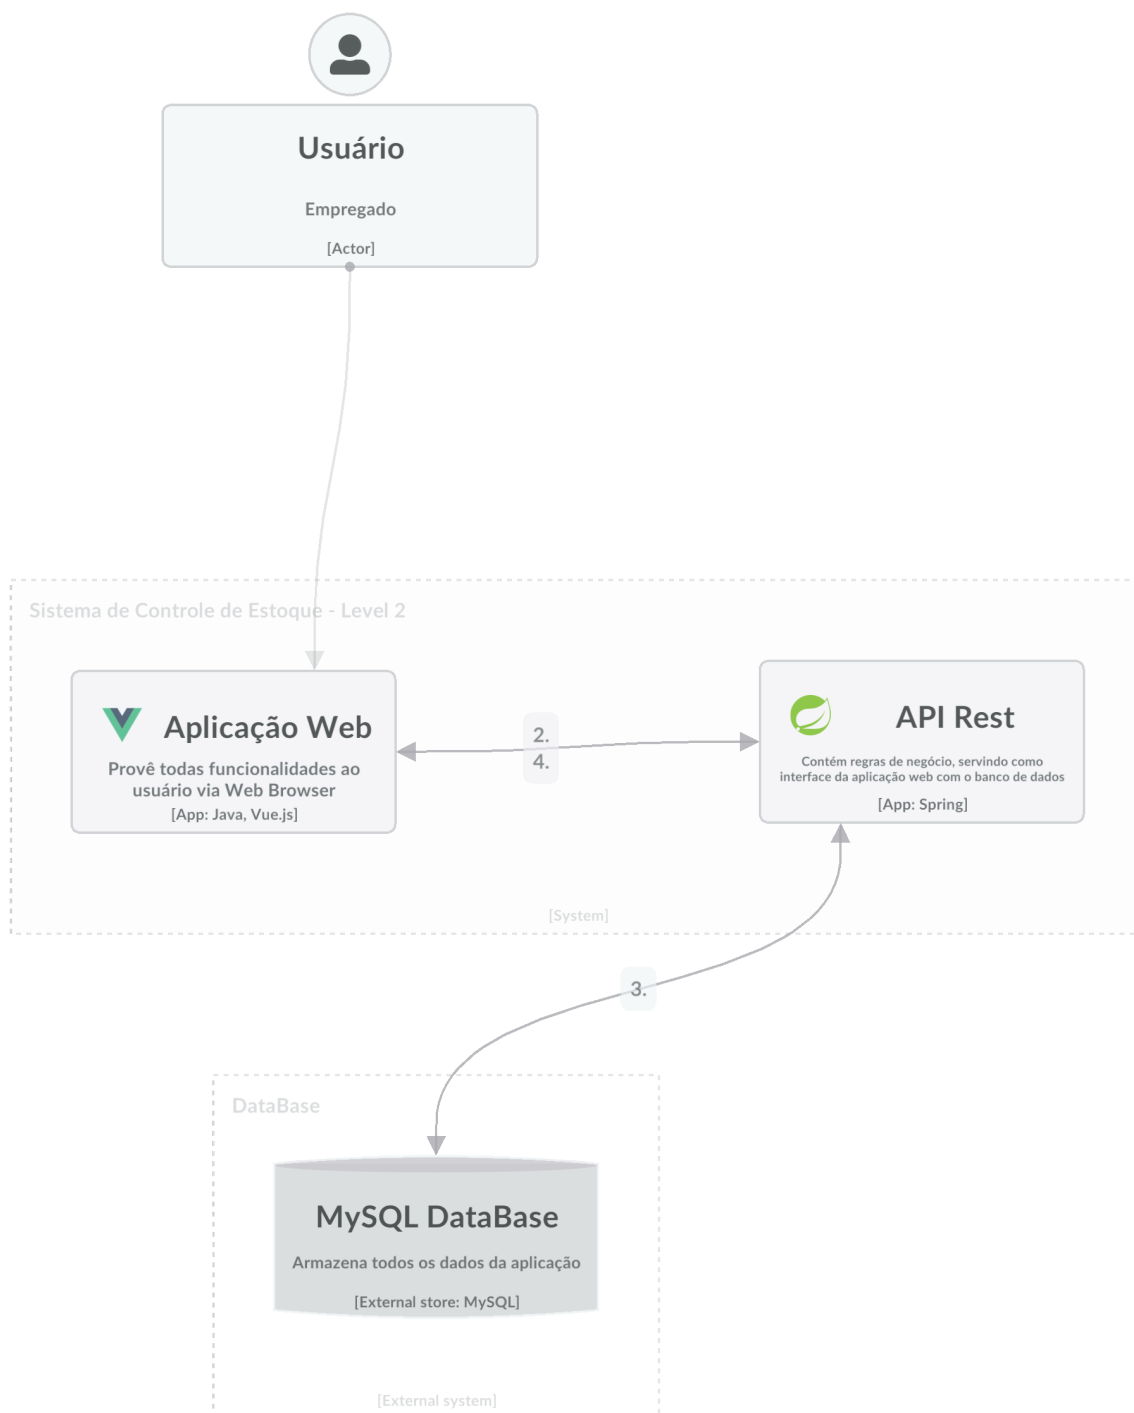 Usuário
Empregado
[Actor]
Sistema de Controle de Estoque - Level 2
Aplicação Web
Provê todas funcionalidades ao
usuário via Web Browser
[App: Java, Vue.js]
2.
4.
API Rest
Contém regras de negócio, servindo como
interface da aplicação web com o banco de dados
[App: Spring]
[System]
3.
DataBase
MySQL DataBase
Armazena todos os dados da aplicação
[External store: MySQL]
[External system]